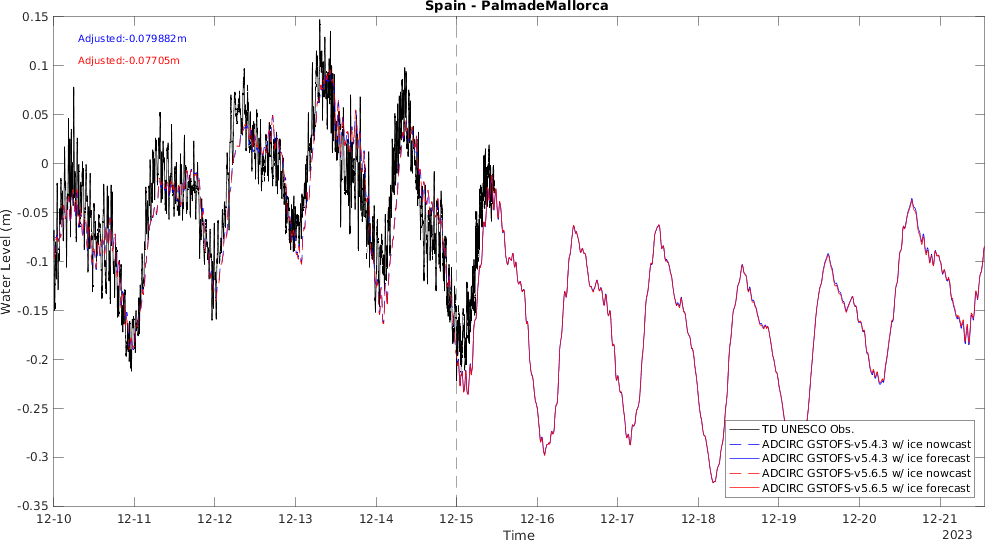 Spain - PalmadeMallorca
Adjusted:-0.079882m
Adjusted:-0.07705m
0.15
0.1
0.05
0
-0.05
-0.1
-0.15
-0.2
-0.25
-0.3
-0.35
Water Level (m)
TD UNESCO Obs.
ADCIRC GSTOFS-v5.4.3 w/ ice nowcast
ADCIRC GSTOFS-v5.4.3 w/ ice forecast
ADCIRC GSTOFS-v5.6.5 w/ ice nowcast
ADCIRC GSTOFS-v5.6.5 w/ ice forecast
12-10 12-11 12-12 12-13 12-14 12-15 12-16 12-17 12-18 12-19 12-20 12-21
Time
2023